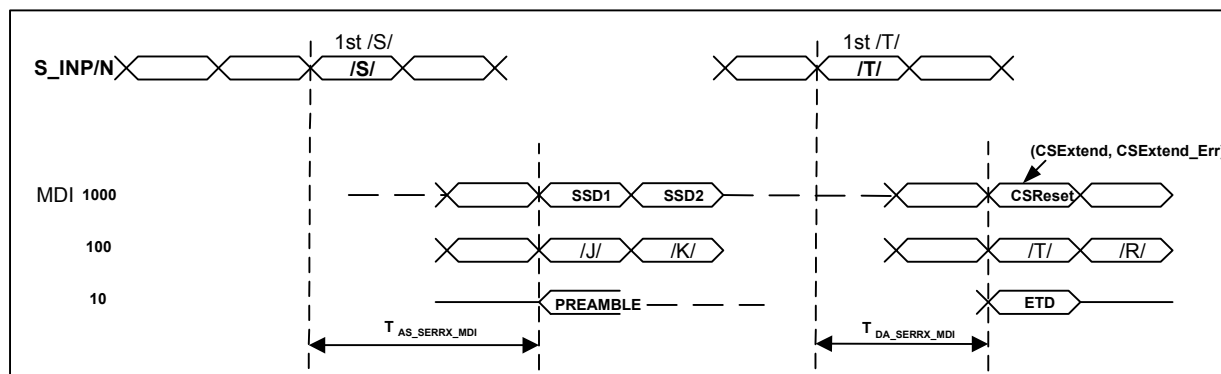 1st /S/ 1st /T/
S_INP/N /S/ /T/
(CSExtend, CSExtend_Err)
MDI 1000 SSD1 SSD2 CSReset
100 /J/ /K/ /T/ /R/
10 PREAMBLE ETD
T AS_SERRX_MDI T DA_SERRX_MDI